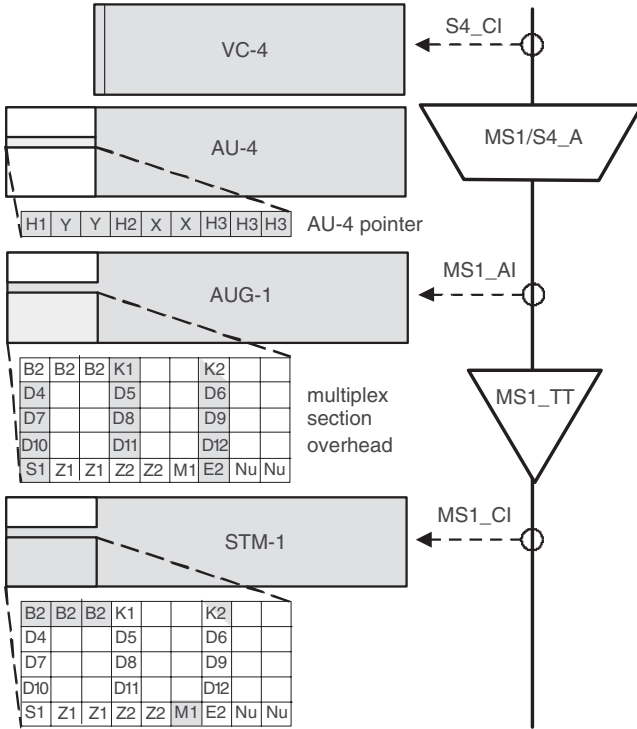 VC-4
S4_CI
AU-4
MS1/S4_A
H1 Y Y H2 X X H3 H3 H3
AU-4 pointer
AUG-1
MS1_AI
B2 B2 B2 K1 K2
D4 D5 D6
D7 D8 D9
D10 D11 D12
S1 Z1 Z1 Z2 Z2 M1 E2 Nu Nu
multiplex
section
overhead
MS1_TT
STM-1
MS1_CI
B2 B2 B2 K1 K2
D4 D5 D6
D7 D8 D9
D10 D11 D12
S1 Z1 Z1 Z2 Z2 M1 E2 Nu Nu